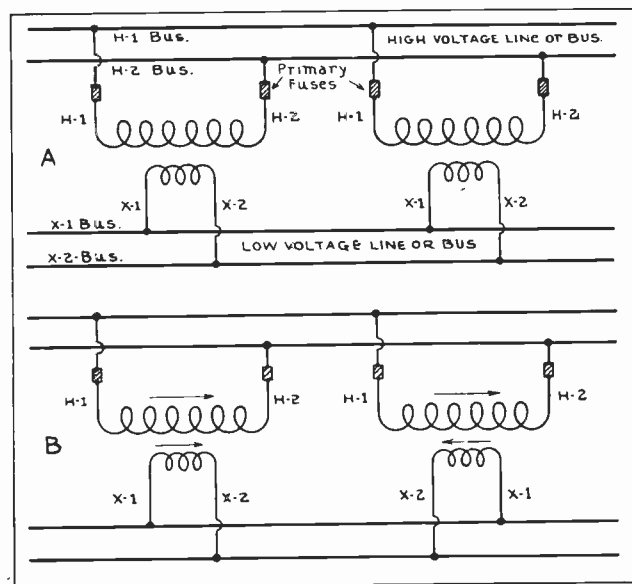 H-1 Bus.
HIGH VOLTAGE LINE OR BUS.
H-2 Bus.
Primary
Fuses
H-1
H-2
H-1
H-2
A
X-1
X-2
X-1
X-2
X-1 Bus.
LOW VOLTAGE LINE OR BUS
X-2-Bus.
H-1
H-2
H-1
H-2
B
X-1
X-2
X-2
X-1